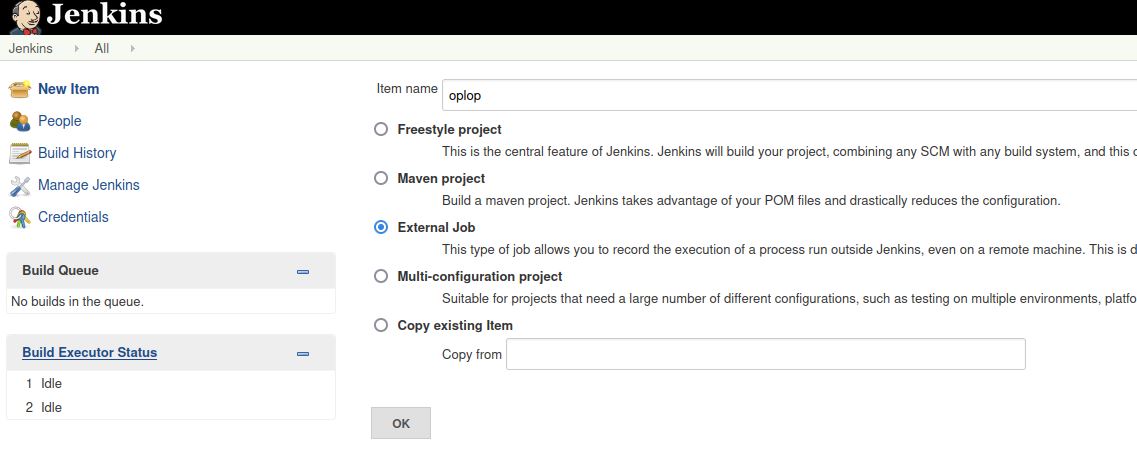 Jenkins
Jenkins All
New Item
People
Build History
Manage Jenkins
Credentials
Build Queue
No builds in the queue.
Build Executor Status
1 Idle
2 Idle
Item name oplop
Freestyle project
This is the central feature of Jenkins. Jenkins will build your project, combining any SCM with any build system, and this
Maven project
Build a maven project. Jenkins takes advantage of your POM files and drastically reduces the configuration.
External Job
This type of job allows you to record the execution of a process run outside Jenkins, even on a remote machine. This is
Multi-configuration project
Suitable for projects that need a large number of different configurations, such as testing on multiple environments,
Copy existing Item
Copy from
OK